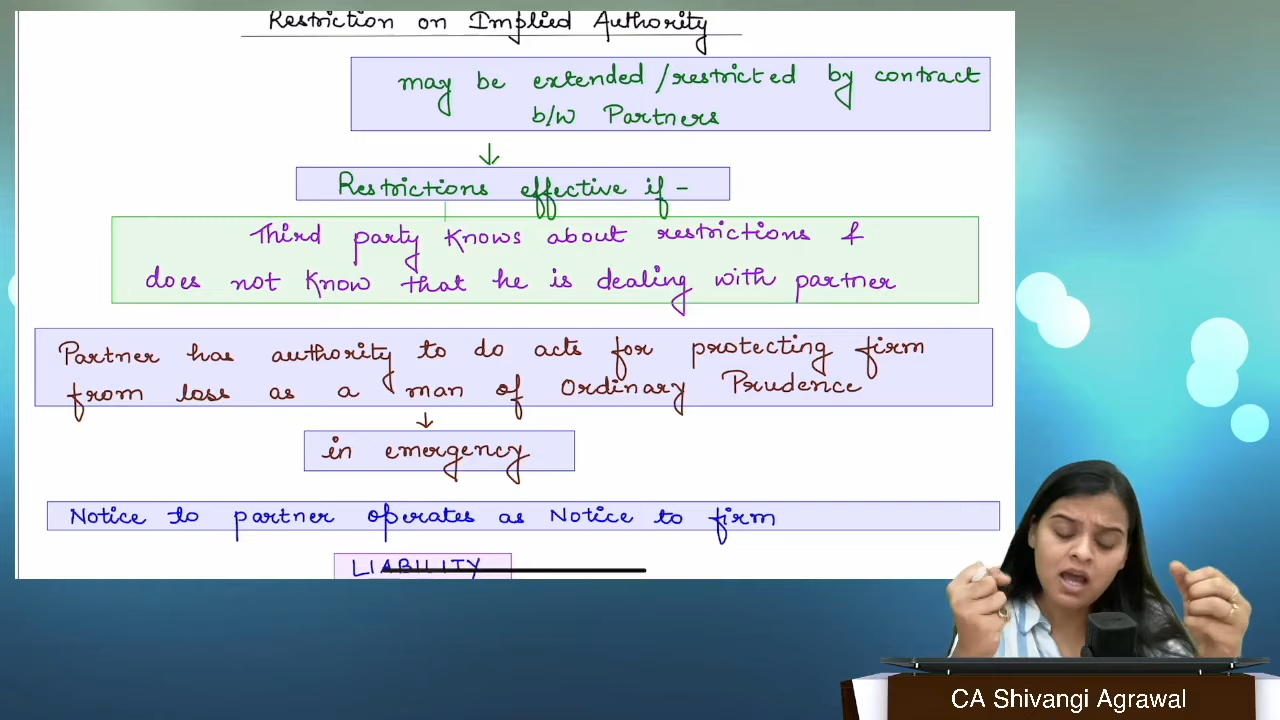 Restriction on Implied Authority
may be extended/restricted by contract
b/w Partners
↓
Restrictions effective if -
Third party knows about restrictions &
does not know that he is dealing with partner
Partner has authority to do acts for protecting firm
from loss as a man of Ordinary Prudence
↓
in emergency
Notice to partner operates as Notice to firm
LIABILITY
CA Shivangi Agrawal